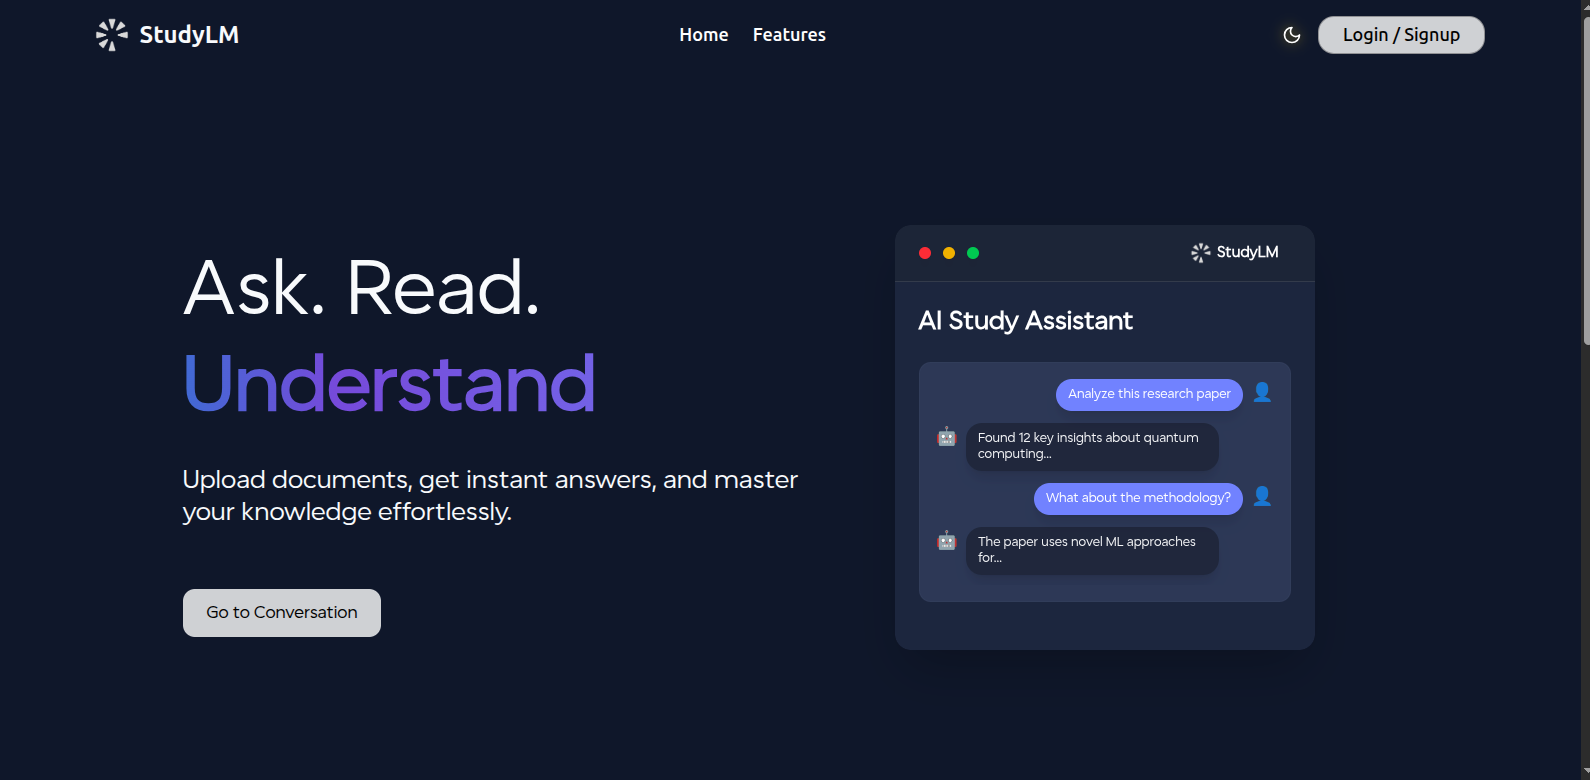 StudyLM
Home
Features
Login / Signup
Ask. Read.
Understand
Upload documents, get instant answers, and master
your knowledge effortlessly.
Go to Conversation
StudyLM
AI Study Assistant
Analyze this research paper
Found 12 key insights about quantum
computing...
What about the methodology?
The paper uses novel ML approaches
for...